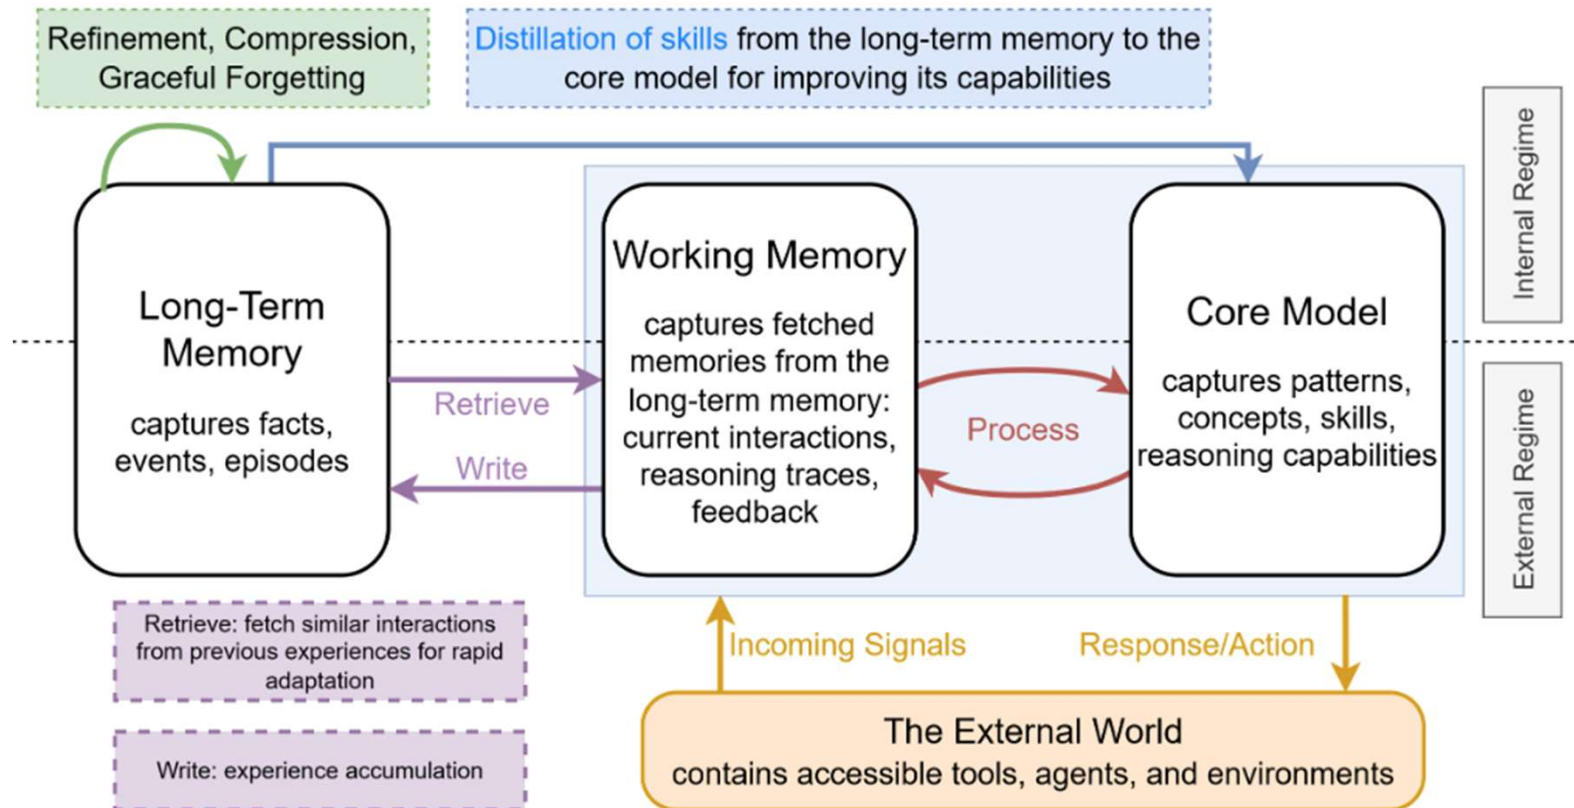 Refinement, Compression,
Graceful Forgetting
Distillation of skills from the long-term memory to the
core model for improving its capabilities
Internal Regime
Long-Term
Memory
captures facts,
events, episodes
Retrieve
Write
Working Memory
captures fetched
memories from the
long-term memory:
current interactions,
reasoning traces,
feedback
Process
Core Model
captures patterns,
concepts, skills,
reasoning capabilities
External Regime
Retrieve: fetch similar interactions
from previous experiences for rapid
adaptation
Write: experience accumulation
Incoming Signals
Response/Action
The External World
contains accessible tools, agents, and environments